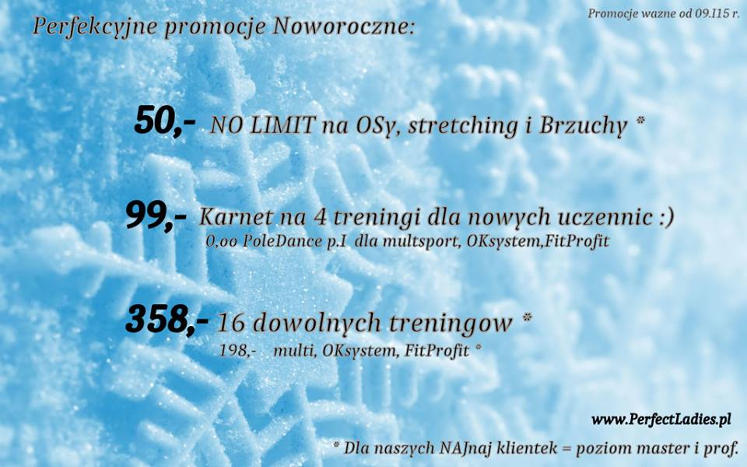 Promocje wazne od 09.I15 r.
Perfekcyjne promocje Noworoczne:
50,- NO LIMIT na OSy, stretching i Brzuchy *
99,- Karnet na 4 treningi dla nowych uczennic :)
0,oo PoleDance p.I dla multsport, OKsystem,FitProfit
358,- 16 dowolnych treningow *
198,- multi, OKsystem, FitProfit *
www.PerfectLadies.pl
* Dla naszych NAJnaj klientek = poziom master i prof.